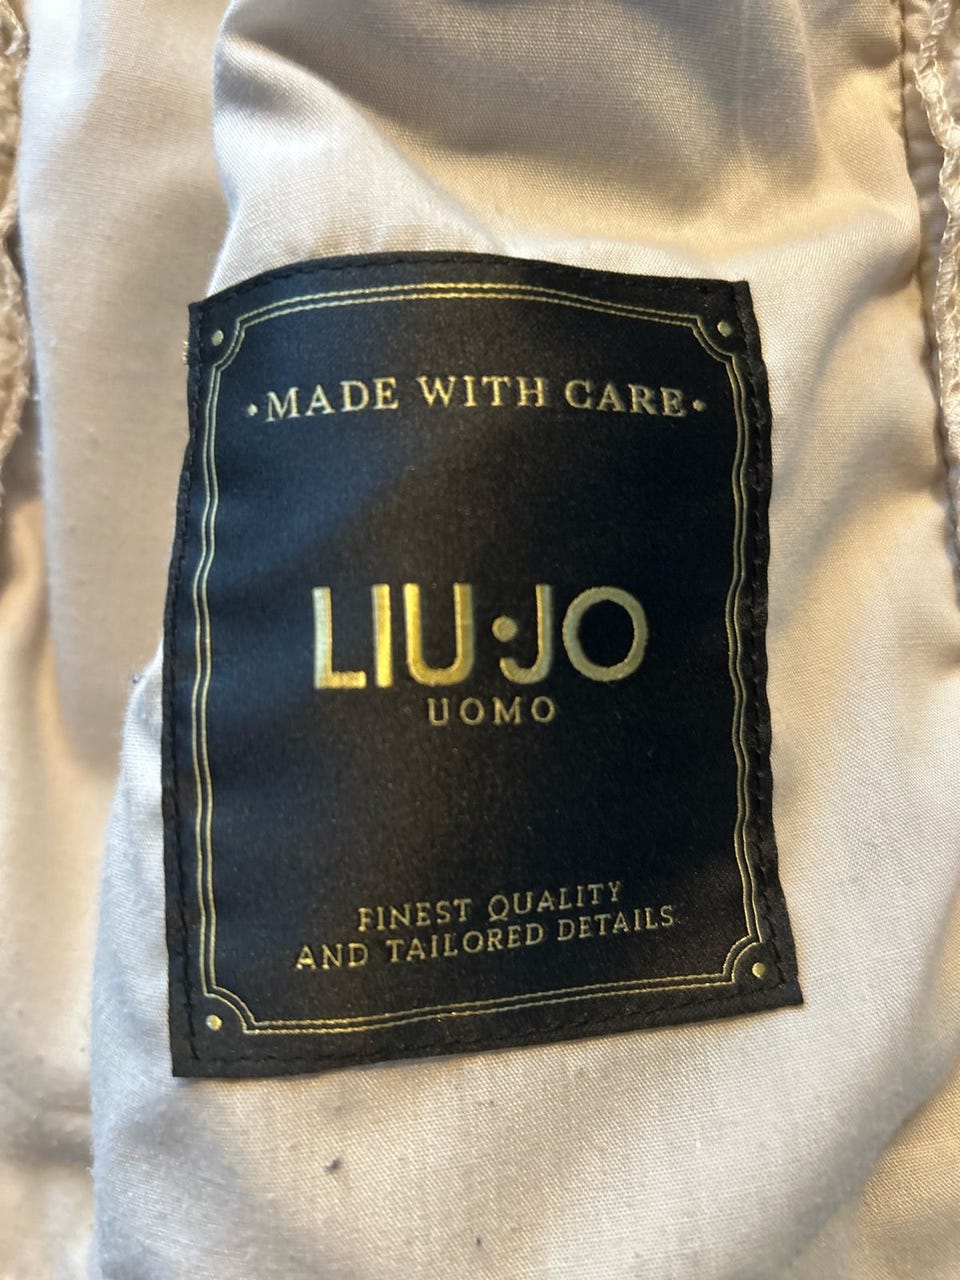 •MADE WITH CARE•
LIU•JO
UOMO
FINEST QUALITY
AND TAILORED DETAILS